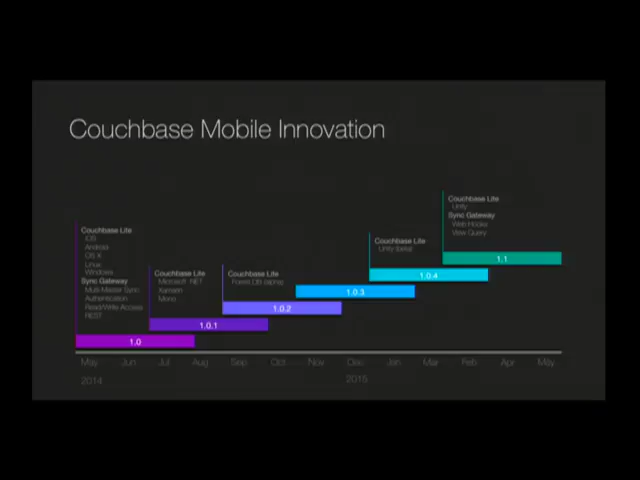 Couchbase Mobile Innovation
Couchbase Lite
iOS
Android
OS X
Linux
Windows
Sync Gateway
Multi-Master Sync
Authentication
Read/Write Access
REST
1.0
Couchbase Lite
Microsoft .NET
Xamarin
Mono
1.0.1
Couchbase Lite
ForestDB (alpha)
1.0.2
1.0.3
Couchbase Lite
Unity (beta)
1.0.4
Couchbase Lite
Unity
Sync Gateway
Web Hooks
View Query
1.1
May Jun Jul Aug Sep Oct Nov Dec Jan Mar Feb Apr May
2014 2015